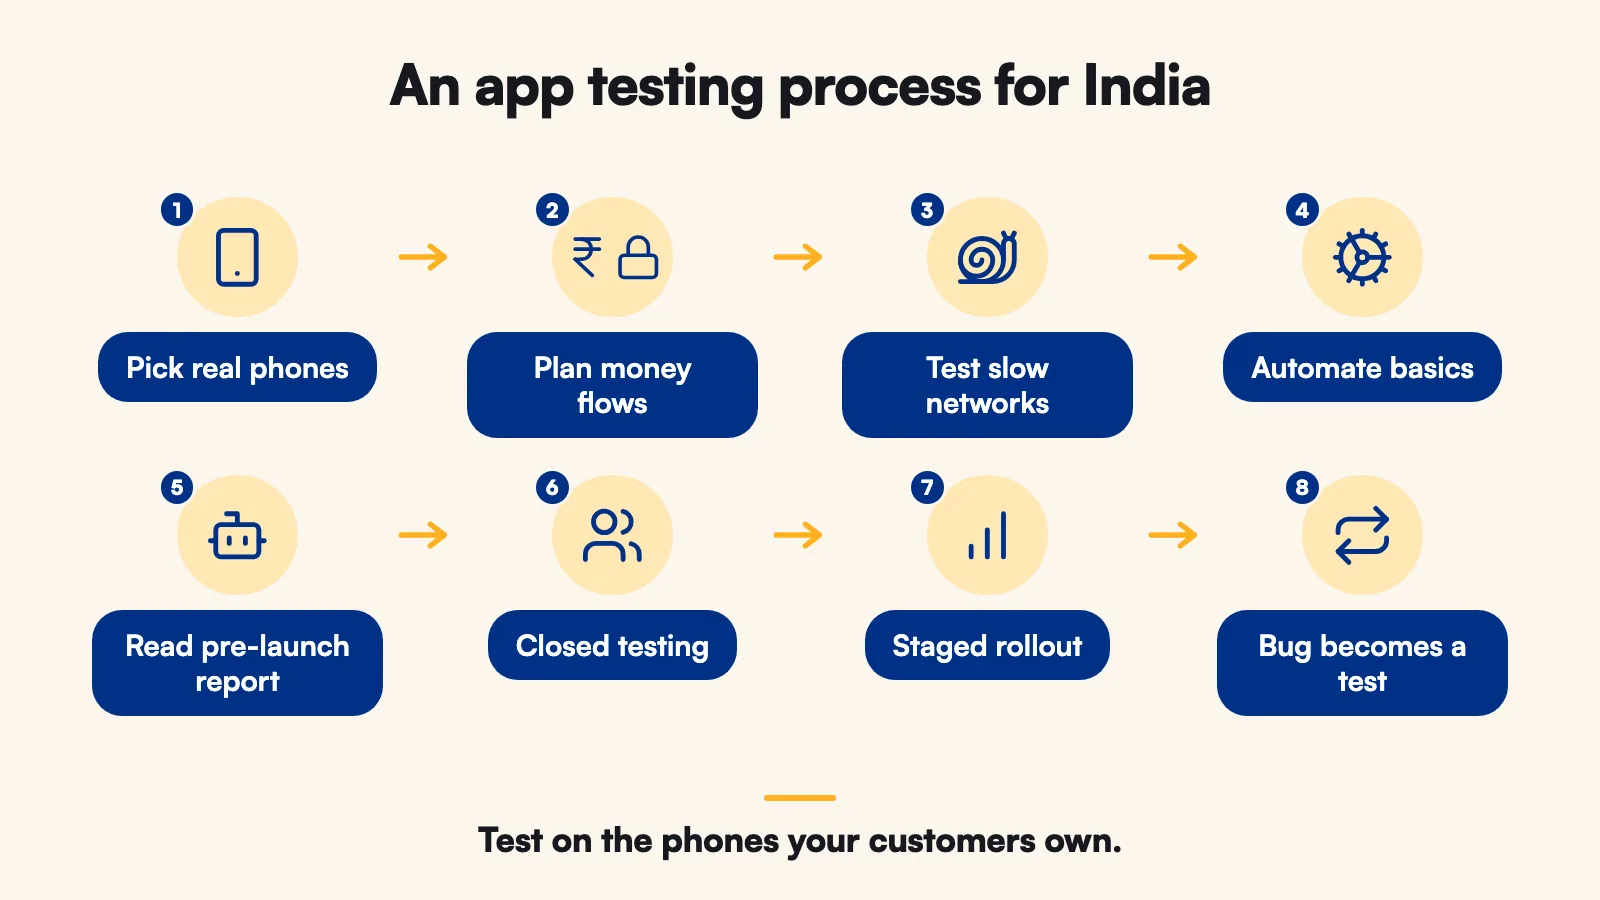 An app testing process for India
1
2
₹
3
4
Pick real phones
Plan money
flows
Test slow
networks
Automate basics
5
6
7
8
Read pre-launch
report
Closed testing
Staged rollout
Bug becomes a
test
Test on the phones your customers own.